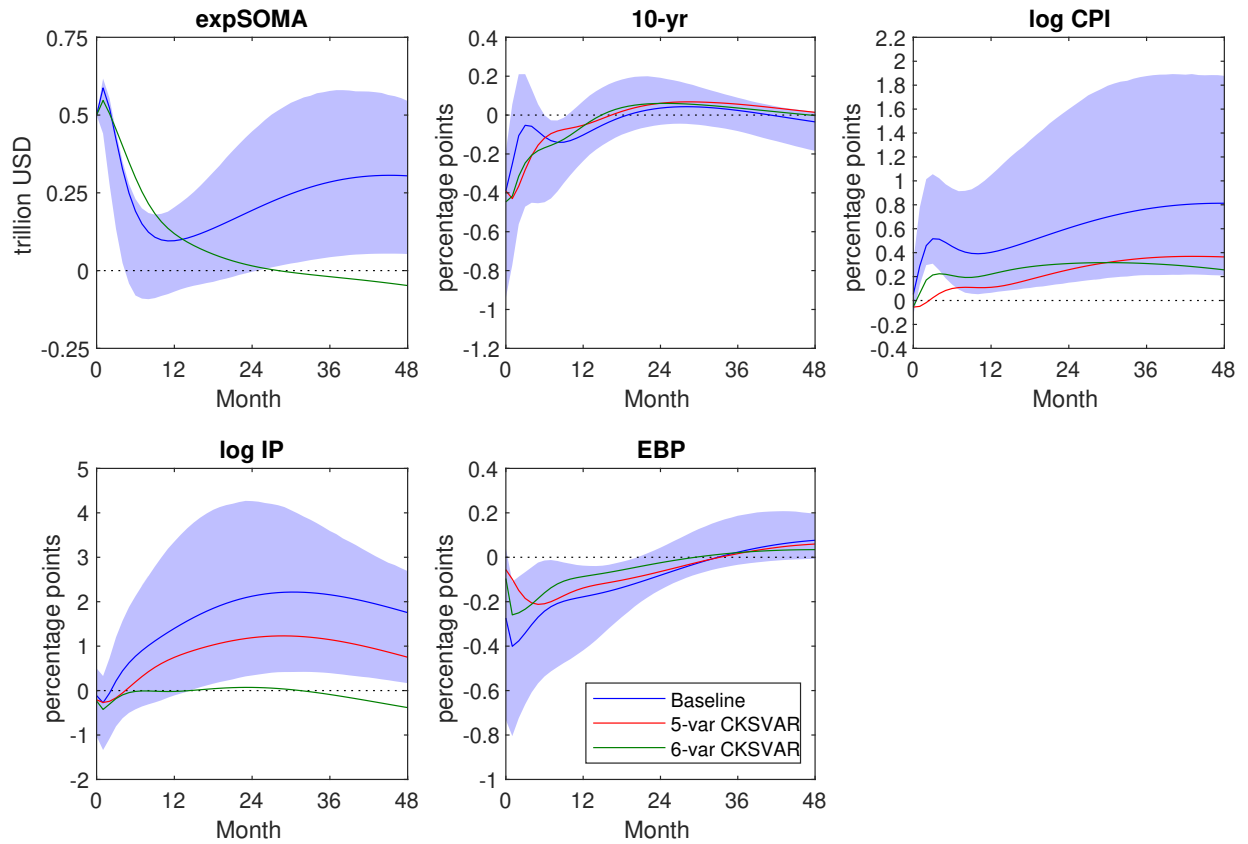 expSOMA
trillion USD
0.75
0.5
0.25
0
-0.25
0 12 24 36 48
Month
10-yr
percentage points
0.4
0.2
0
-0.2
-0.4
-0.6
-0.8
-1
-1.2
0 12 24 36 48
Month
log CPI
percentage points
2.2
2
1.8
1.6
1.4
1.2
1
0.8
0.6
0.4
0.2
0
-0.2
-0.4
0 12 24 36 48
Month
log IP
percentage points
5
4
3
2
1
0
-1
-2
0 12 24 36 48
Month
EBP
percentage points
0.4
0.2
0
-0.2
-0.4
-0.6
-0.8
-1
0 12 24 36 48
Month
Baseline
5-var CKSVAR
6-var CKSVAR